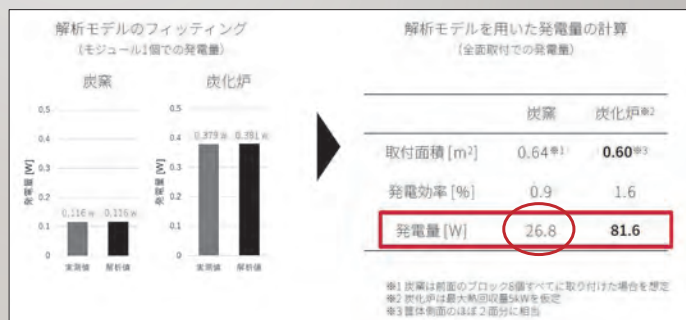 解析モデルのフィッティング
(モジュール1個での発電量)
炭窯
炭化炉
発電量 [W]
0.5
0.4
0.3
0.2
0.1
0
0.116 W
0.116 W
実測値
解析値
発電量 [W]
0.5
0.4
0.3
0.2
0.1
0
0.379 W
0.381 W
実測値
解析値
解析モデルを用いた発電量の計算
(全面取付での発電量)
炭窯 炭化炉※2
取付面積 [m²] 0.64※1 0.60※3
発電効率 [%] 0.9 1.6
発電量 [W] 26.8 81.6
※1 炭窯は前面のブロック8個すべてに取り付けた場合を想定
※2 炭化炉は最大熱回収量5kWを仮定
※3 筐体側面のほぼ2面分に相当